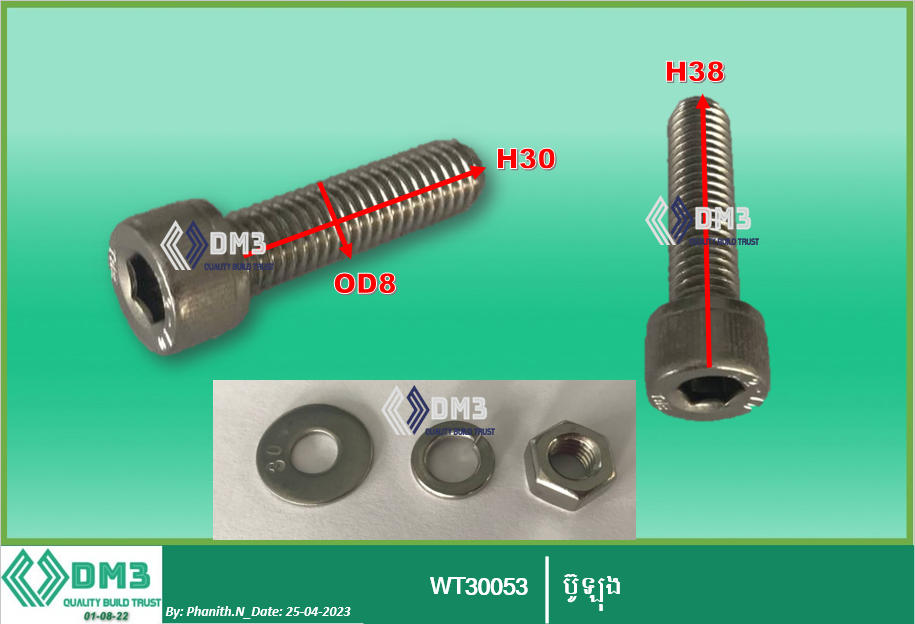 H38
H30
DM3
QUALITY BUILD TRUST
DM3
QUALITY BUILD TRUST
OD8
DM3
QUALITY BUILD TRUST
30
DM3
QUALITY BUILD TRUST
01-08-22
By: Phanith.N_Date: 25-04-2023
WT30053
ប៊ូឡុង